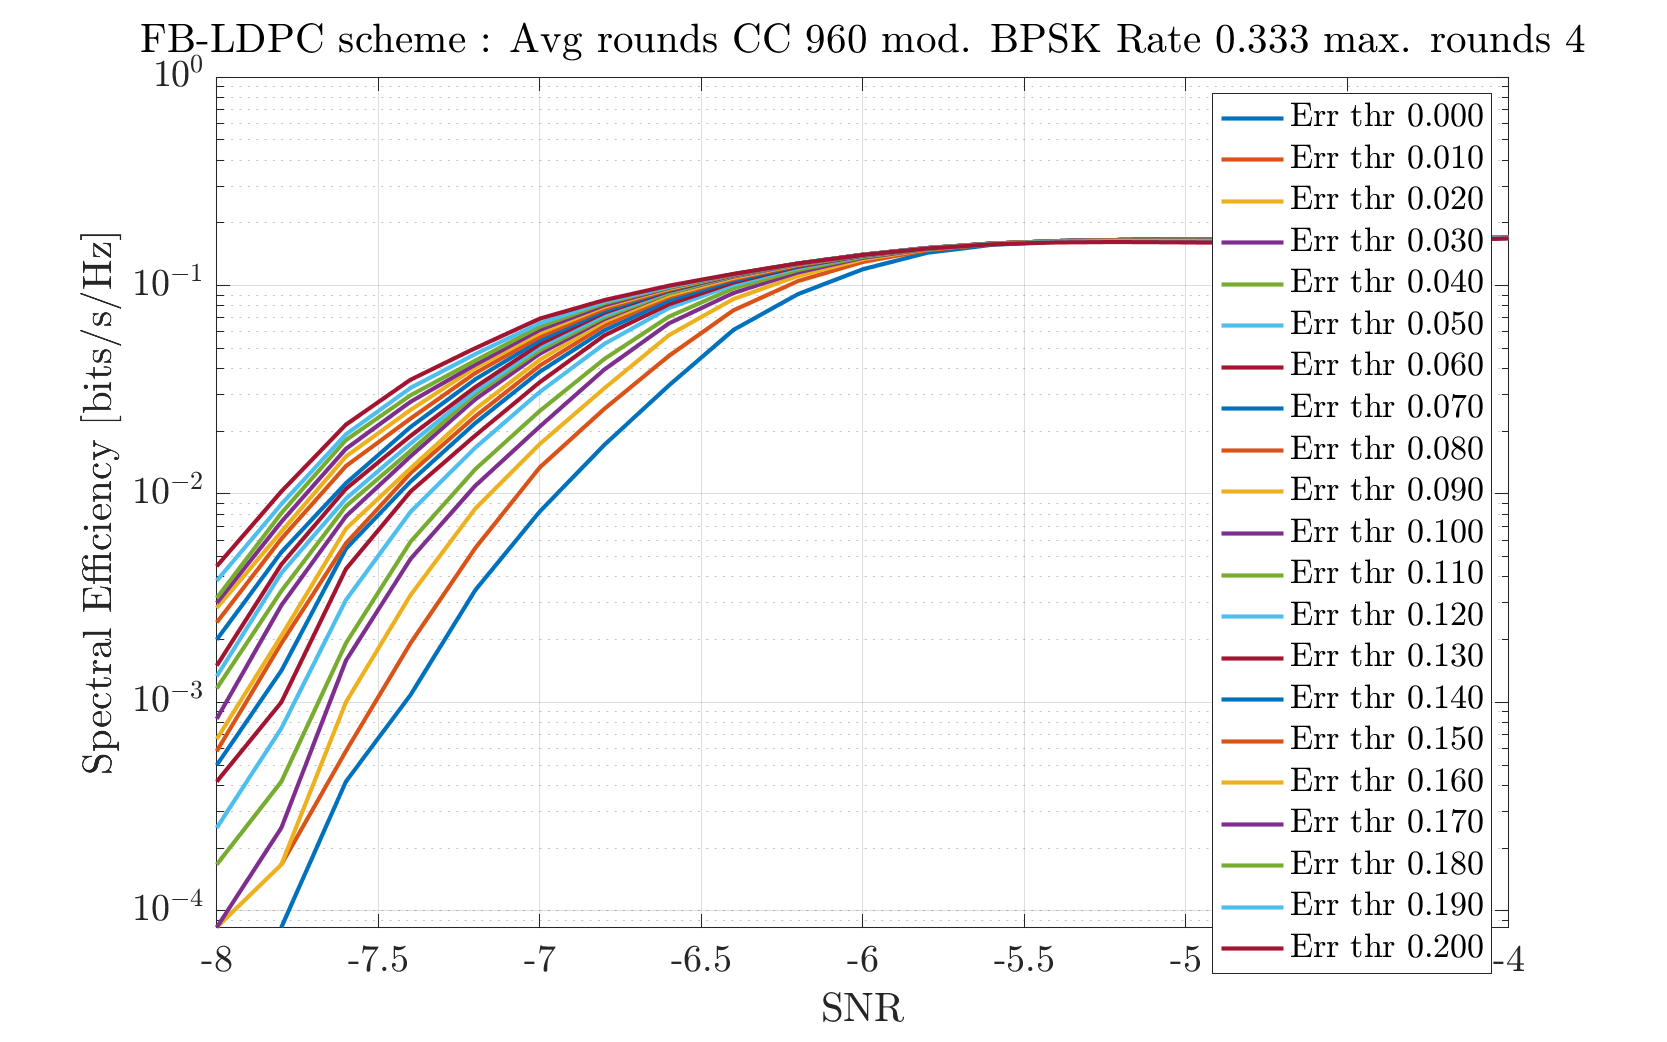 FB-LDPC scheme : Avg rounds CC 960 mod. BPSK Rate 0.333 max. rounds 4
Spectral Efficiency [bits/s/Hz]
10^0
10^-1
10^-2
10^-3
10^-4
Err thr 0.000
Err thr 0.010
Err thr 0.020
Err thr 0.030
Err thr 0.040
Err thr 0.050
Err thr 0.060
Err thr 0.070
Err thr 0.080
Err thr 0.090
Err thr 0.100
Err thr 0.110
Err thr 0.120
Err thr 0.130
Err thr 0.140
Err thr 0.150
Err thr 0.160
Err thr 0.170
Err thr 0.180
Err thr 0.190
Err thr 0.200
-8 -7.5 -7 -6.5 -6 -5.5 -5 -4
SNR